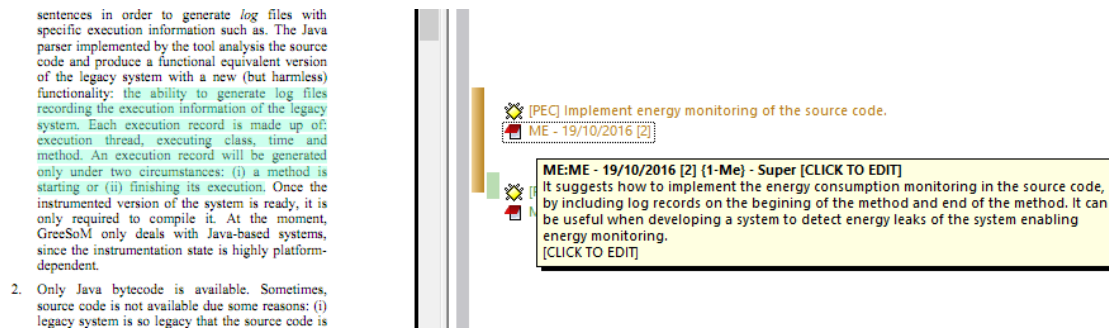 sentences in order to generate log files with
specific execution information such as. The Java
parser implemented by the tool analysis the source
code and produce a functional equivalent version
of the legacy system with a new (but harmless)
functionality: the ability to generate log files
recording the execution information of the legacy
system. Each execution record is made up of:
execution thread, executing class, time and
method. An execution record will be generated
only under two circumstances: (i) a method is
starting or (ii) finishing its execution. Once the
instrumented version of the system is ready, it is
only required to compile it. At the moment,
GreeSoM only deals with Java-based systems,
since the instrumentation state is highly platform-
dependent.
2. Only Java bytecode is available. Sometimes,
source code is not available due some reasons: (i)
legacy system is so legacy that the source code is
[PEC] Implement energy monitoring of the source code.
ME - 19/10/2016 [2]
ME:ME - 19/10/2016 [2] {1-Me} - Super [CLICK TO EDIT]
It suggests how to implement the energy consumption monitoring in the source code,
by including log records on the begining of the method and end of the method. It can
be useful when developing a system to detect energy leaks of the system enabling
energy monitoring.
[CLICK TO EDIT]